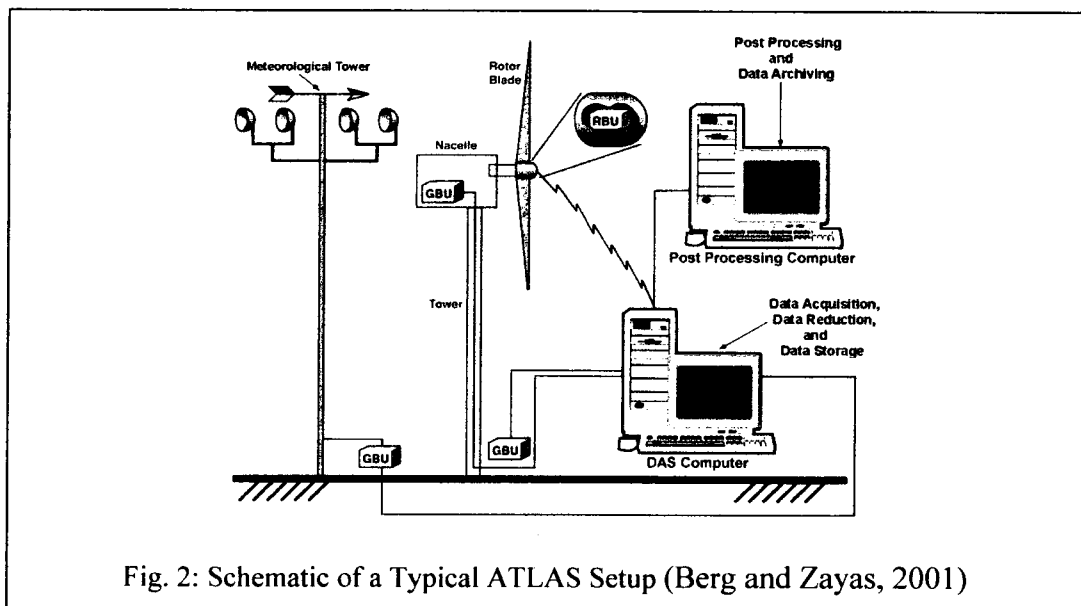 Post Processing
and
Data Archiving
Meteorological Tower
Rotor
Blade
RBU
Nacelle
GBU
Post Processing Computer
Tower
Data Acquisition,
Data Reduction,
and
Data Storage
GBU
GBU
DAS Computer
Fig. 2: Schematic of a Typical ATLAS Setup (Berg and Zayas, 2001)